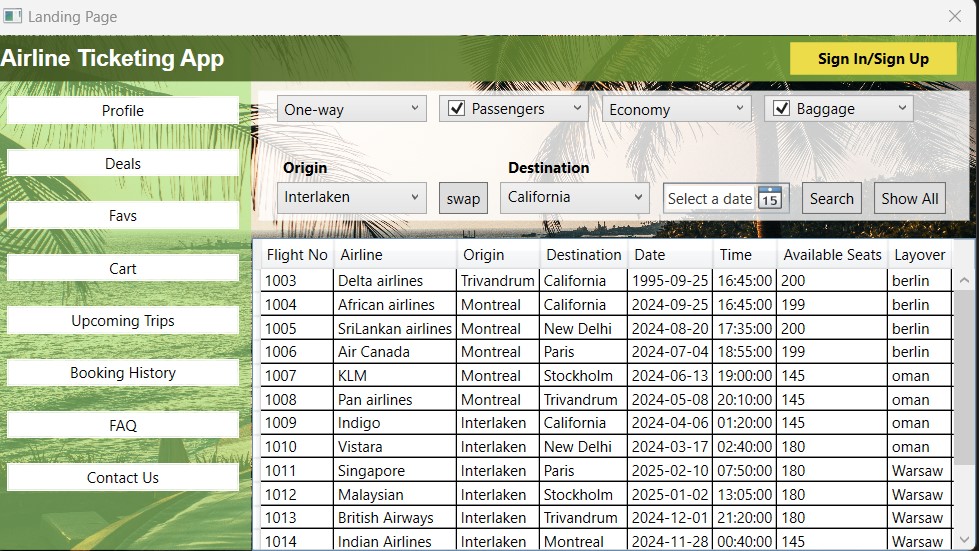 Landing Page
Airline Ticketing App
Sign In/Sign Up
Profile
Deals
Favs
Cart
Upcoming Trips
Booking History
FAQ
Contact Us
One-way Passengers Economy Baggage
Origin Destination
Interlaken swap California Select a date 15 Search Show All
Flight No Airline Origin Destination Date Time Available Seats Layover
1003 Delta airlines Trivandrum California 1995-09-25 16:45:00 200 berlin
1004 African airlines Montreal California 2024-09-25 16:45:00 199 berlin
1005 SriLankan airlines Montreal New Delhi 2024-08-20 17:35:00 200 berlin
1006 Air Canada Montreal Paris 2024-07-04 18:55:00 199 berlin
1007 KLM Montreal Stockholm 2024-06-13 19:00:00 145 oman
1008 Pan airlines Montreal Trivandrum 2024-05-08 20:10:00 145 oman
1009 Indigo Interlaken California 2024-04-06 01:20:00 145 oman
1010 Vistara Interlaken New Delhi 2024-03-17 02:40:00 180 oman
1011 Singapore Interlaken Paris 2025-02-10 07:50:00 180 Warsaw
1012 Malaysian Interlaken Stockholm 2025-01-02 13:05:00 180 Warsaw
1013 British Airways Interlaken Trivandrum 2024-12-01 21:20:00 180 Warsaw
1014 Indian Airlines Interlaken Montreal 2024-11-28 00:40:00 145 Warsaw